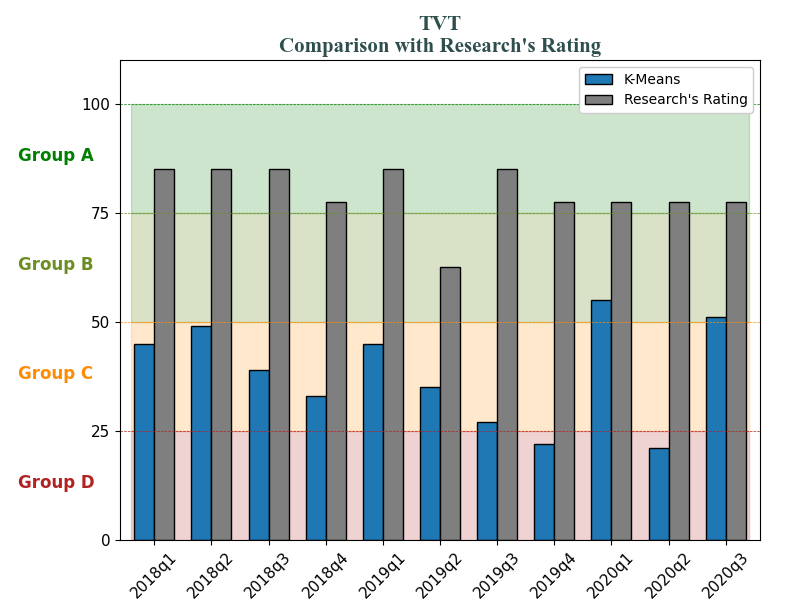 TVT
Comparison with Research's Rating
K-Means
Research's Rating
100
Group A
75
Group B
50
Group C
25
Group D
0
2018q1 2018q2 2018q3 2018q4 2019q1 2019q2 2019q3 2019q4 2020q1 2020q2 2020q3